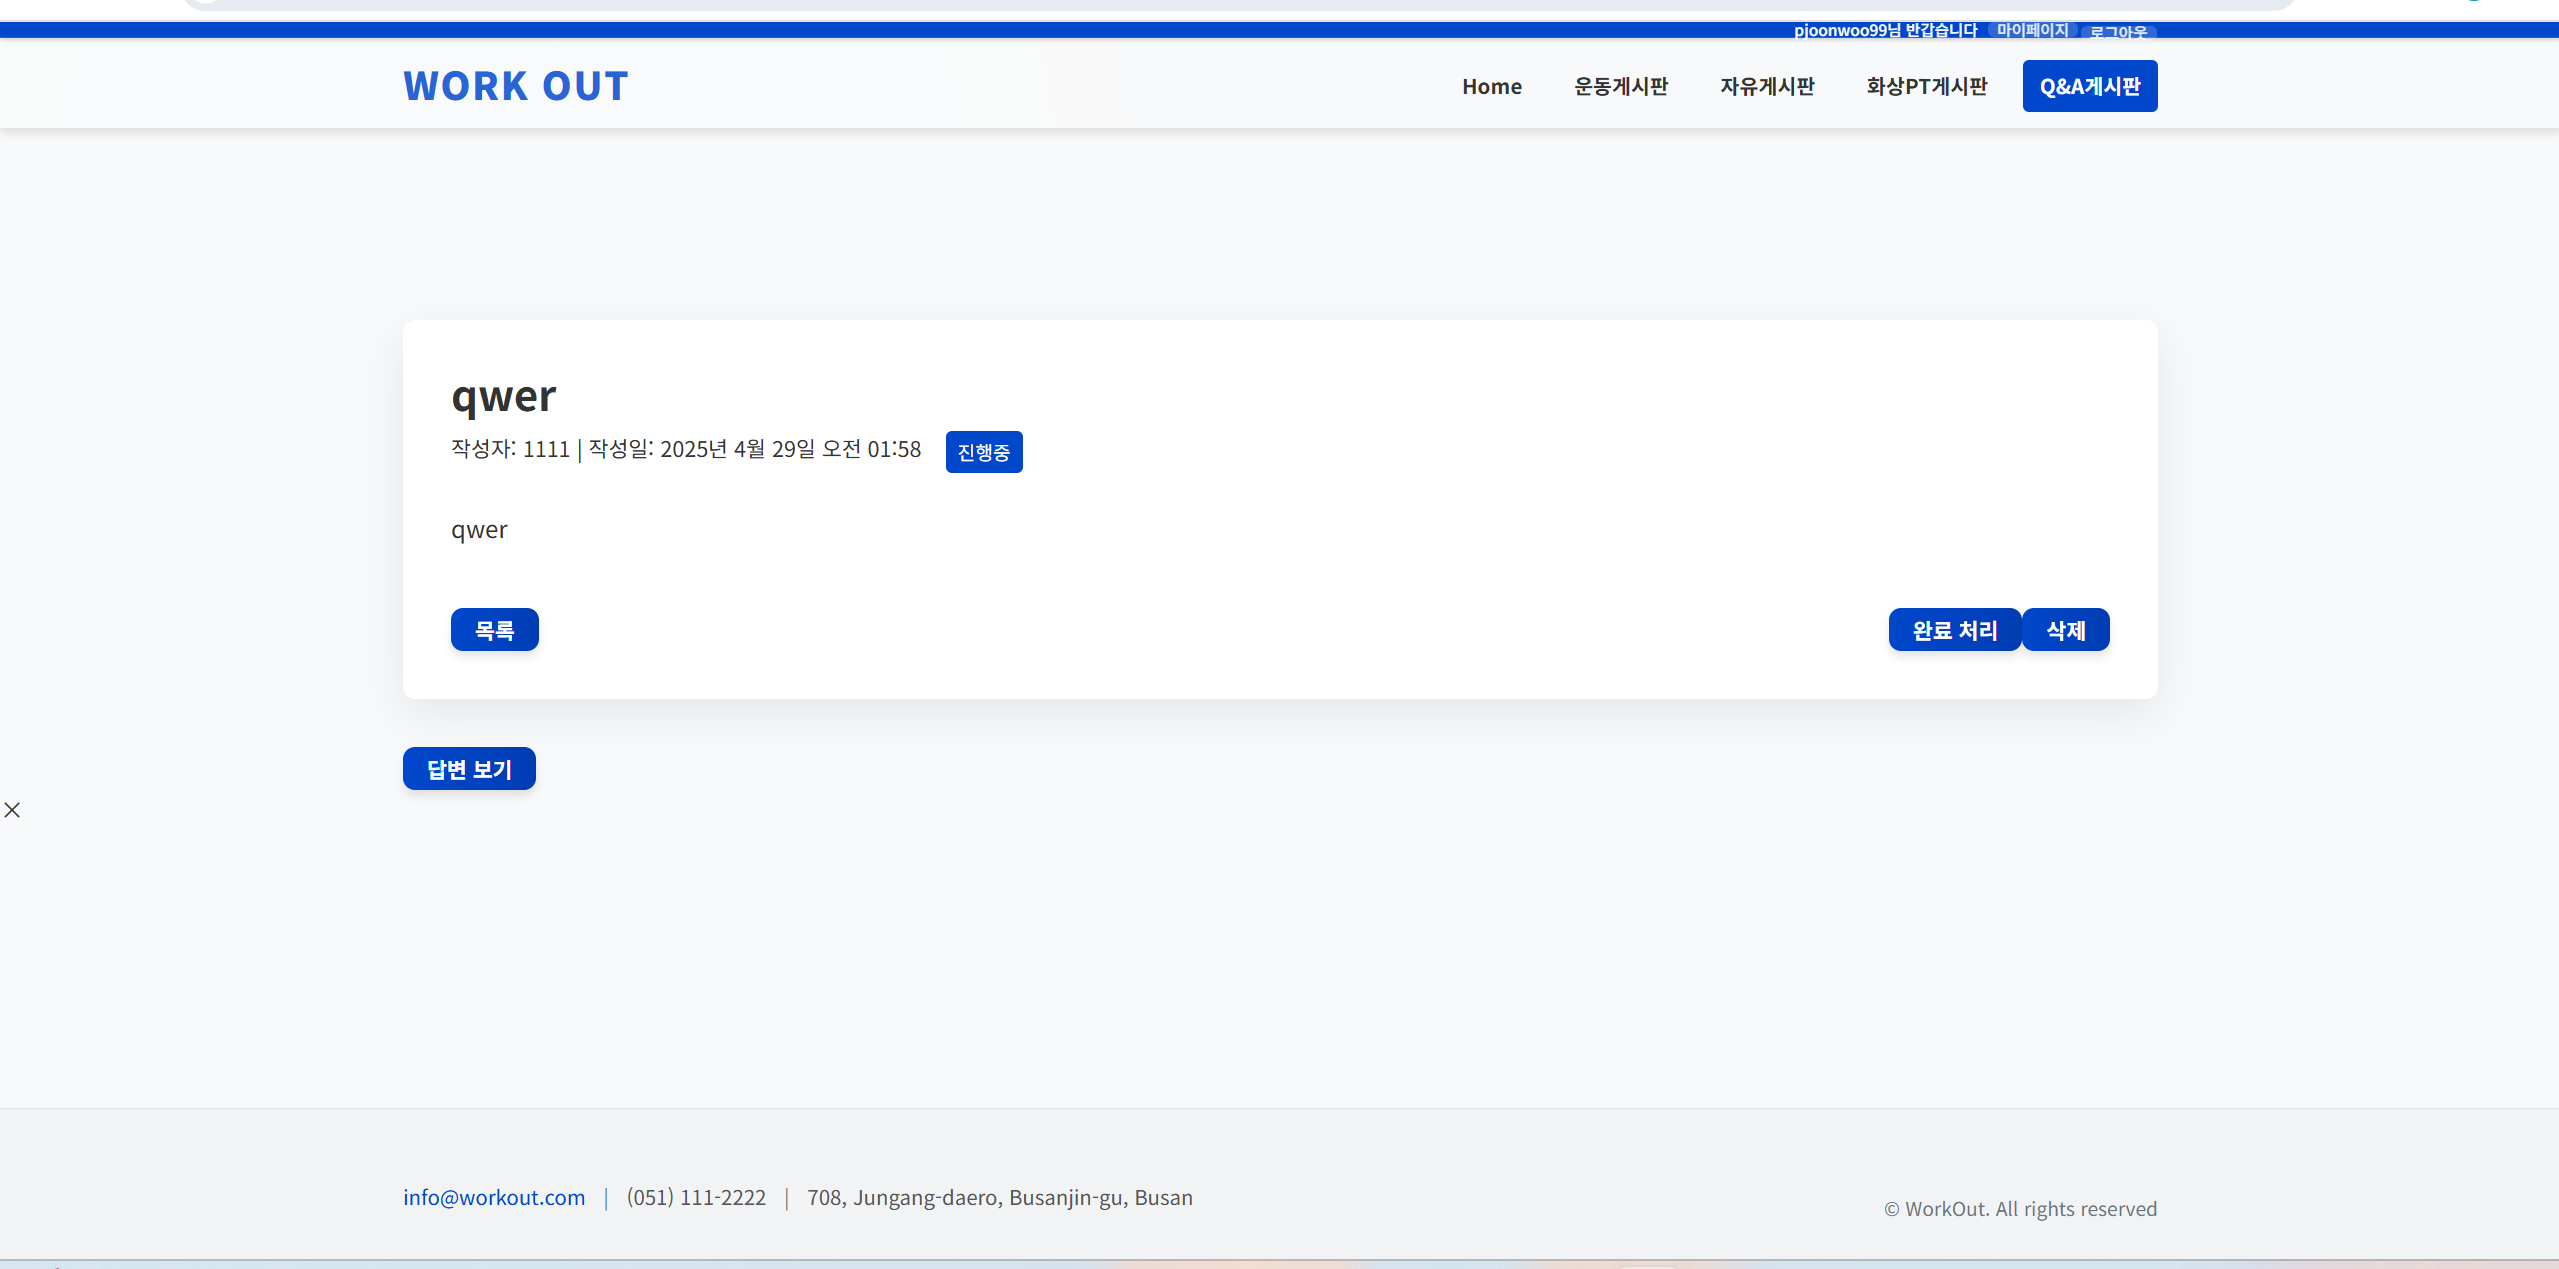 pjoonwoo99님 반갑습니다 마이페이지 로그아웃
WORK OUT
Home 운동게시판 자유게시판 화상PT게시판 Q&A게시판
qwer
작성자: 1111 | 작성일: 2025년 4월 29일 오전 01:58 진행중
qwer
목록 완료 처리 삭제
답변 보기
×
info@workout.com | (051) 111-2222 | 708, Jungang-daero, Busanjin-gu, Busan
© WorkOut. All rights reserved